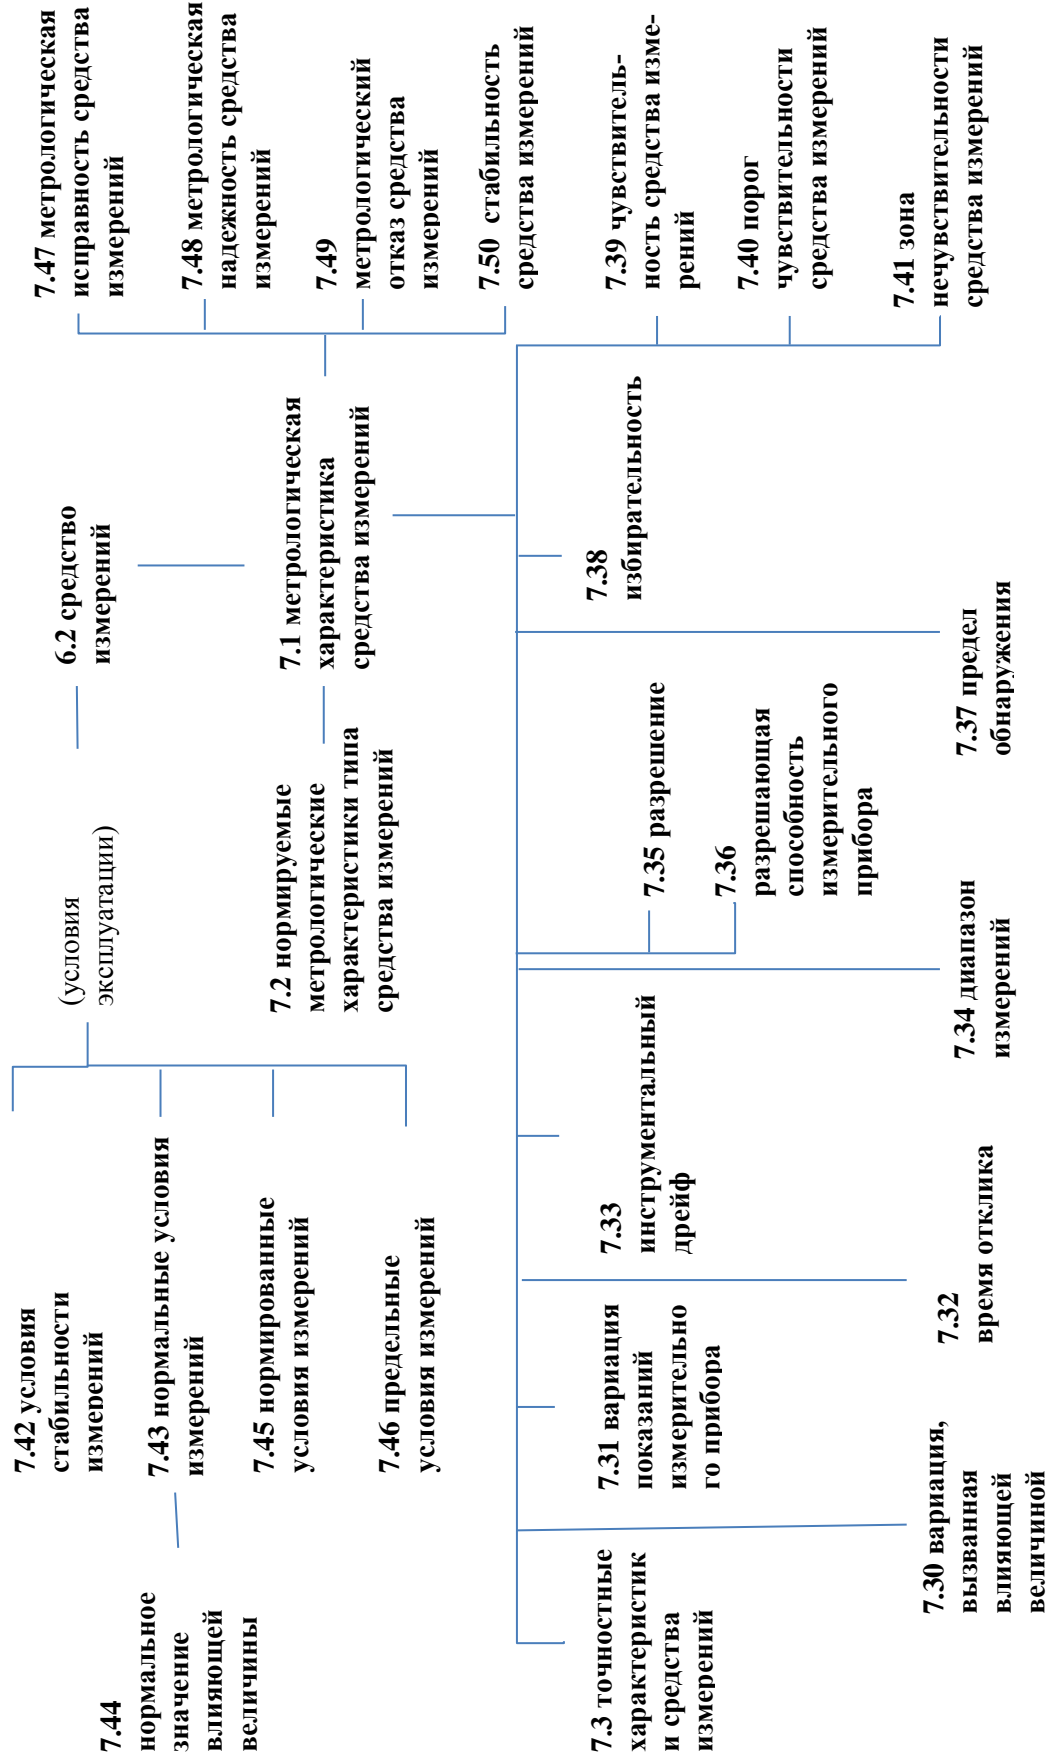 6.2 средство
измерений
(условия
эксплуатации)
7.42 условия
стабильности
измерений
7.43 нормальные условия
измерений
7.44
нормальное
значение
влияющей
величины
7.45 нормированные
условия измерений
7.46 предельные
условия измерений
7.1 метрологическая
характеристика
средства измерений
7.2 нормируемые
метрологические
характеристики типа
средства измерений
7.47 метрологическая
исправность средства
измерений
7.48 метрологическая
надежность средства
измерений
7.49
метрологический
отказ средства
измерений
7.50 стабильность
средства измерений
7.3 точностные
характеристик
и средства
измерений
7.30 вариация,
вызванная
влияющей
величиной
7.31 вариация
показаний
измерительно
го прибора
7.32
время отклика
7.33
инструментальный
дрейф
7.34 диапазон
измерений
7.35 разрешение
7.36
разрешающая
способность
измерительного
прибора
7.37 предел
обнаружения
7.38
избирательность
7.39 чувствитель-
ность средства изме-
рений
7.40 порог
чувствительности
средства измерений
7.41 зона
нечувствительности
средства измерений